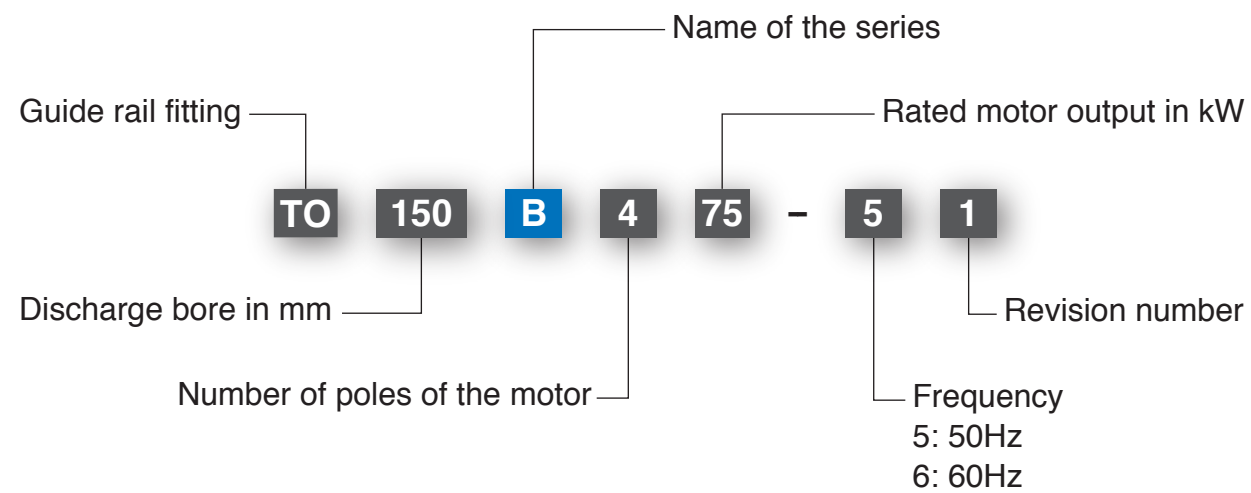 Name of the series
Guide rail fitting
Rated motor output in kW
TO 150 B 4 75 – 5 1
Discharge bore in mm
Revision number
Number of poles of the motor
Frequency
5: 50Hz
6: 60Hz